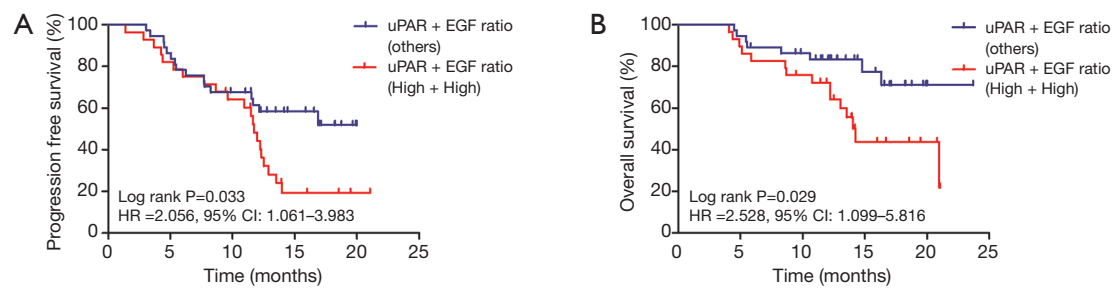 A
Progression free survival (%)
100
80
60
40
20
0
0 5 10 15 20 25
Time (months)
uPAR + EGF ratio
(others)
uPAR + EGF ratio
(High + High)
Log rank P=0.033
HR =2.056, 95% CI: 1.061–3.983
B
Overall survival (%)
100
80
60
40
20
0
0 5 10 15 20 25
Time (months)
uPAR + EGF ratio
(others)
uPAR + EGF ratio
(High + High)
Log rank P=0.029
HR =2.528, 95% CI: 1.099–5.816